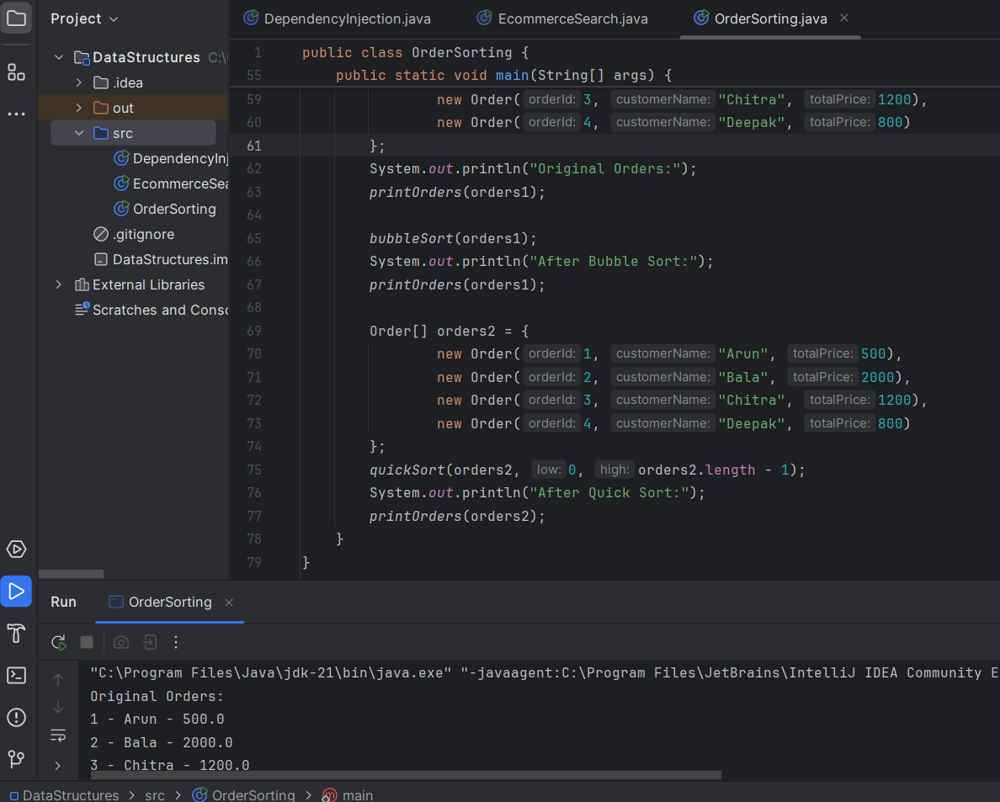 Project
DependencyInjection.java
EcommerceSearch.java
OrderSorting.java
DataStructures C:\
.idea
out
src
DependencyInj
EcommerceSea
OrderSorting
.gitignore
DataStructures.im
External Libraries
Scratches and Conso
1 public class OrderSorting {
55 public static void main(String[] args) {
59 new Order( orderId: 3, customerName: "Chitra", totalPrice: 1200),
60 new Order( orderId: 4, customerName: "Deepak", totalPrice: 800)
61 };
62 System.out.println("Original Orders:");
63 printOrders(orders1);
64
65 bubbleSort(orders1);
66 System.out.println("After Bubble Sort:");
67 printOrders(orders1);
68
69 Order[] orders2 = {
70 new Order( orderId: 1, customerName: "Arun", totalPrice: 500),
71 new Order( orderId: 2, customerName: "Bala", totalPrice: 2000),
72 new Order( orderId: 3, customerName: "Chitra", totalPrice: 1200),
73 new Order( orderId: 4, customerName: "Deepak", totalPrice: 800)
74 };
75 quickSort(orders2, low: 0, high: orders2.length - 1);
76 System.out.println("After Quick Sort:");
77 printOrders(orders2);
78 }
79 }
Run OrderSorting
"C:\Program Files\Java\jdk-21\bin\java.exe" "-javaagent:C:\Program Files\JetBrains\IntelliJ IDEA Community E
Original Orders:
1 - Arun - 500.0
2 - Bala - 2000.0
3 - Chitra - 1200.0
DataStructures > src > OrderSorting > main